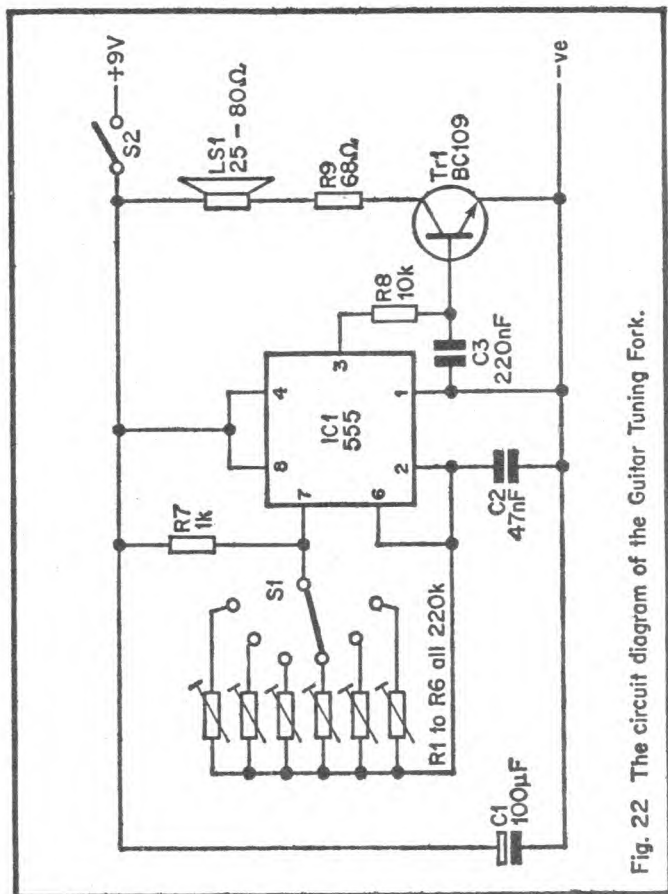 S2
+9V
LS1
25 – 80Ω
R9
68Ω
Tr1
BC109
R7
1k
8
4
7
3
IC1
555
R8
10k
6
2
1
C3
220nF
S1
R1 to R6 all 220k
C2
47nF
C1
100µF
-ve
Fig. 22 The circuit diagram of the Guitar Tuning Fork.